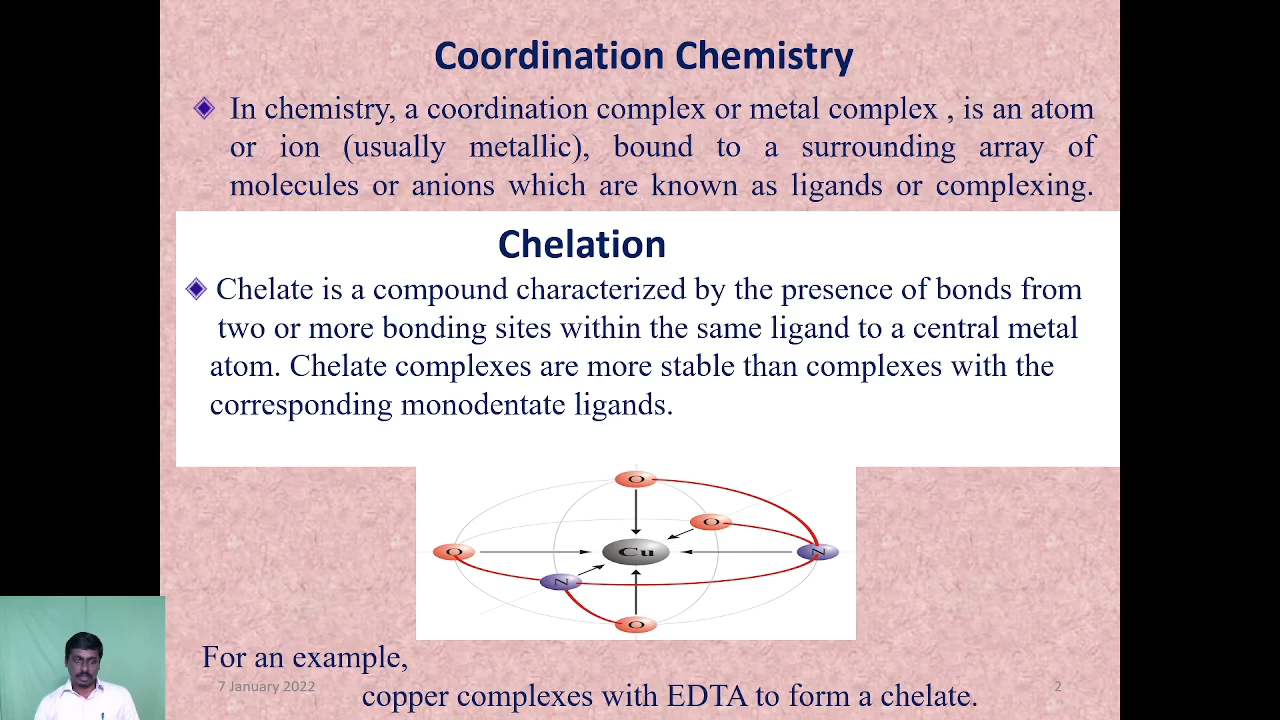 Coordination Chemistry
In chemistry, a coordination complex or metal complex , is an atom
or ion (usually metallic), bound to a surrounding array of
molecules or anions which are known as ligands or complexing.
Chelation
Chelate is a compound characterized by the presence of bonds from
two or more bonding sites within the same ligand to a central metal
atom. Chelate complexes are more stable than complexes with the
corresponding monodentate ligands.
O
O
O
Cu
N
N
O
For an example,
7 January 2022
2
copper complexes with EDTA to form a chelate.